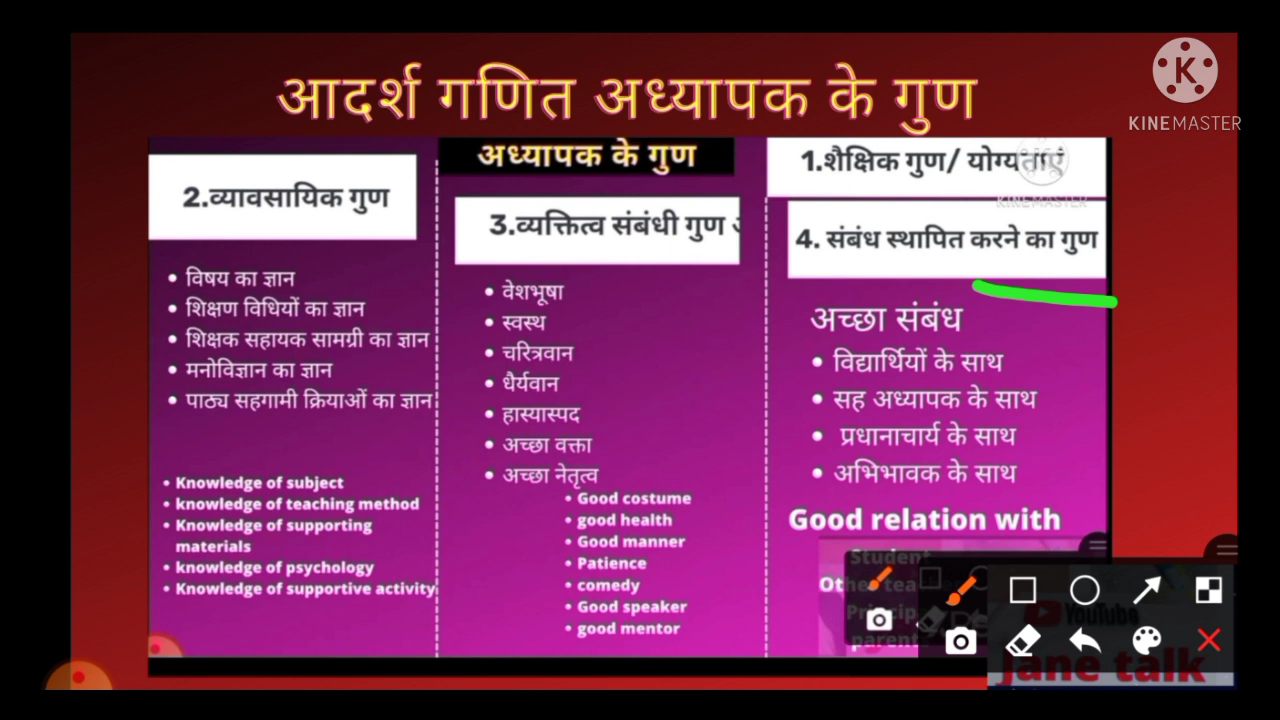 आदर्श गणित अध्यापक के गुण
KINEMASTER
अध्यापक के गुण
1.शैक्षिक गुण/ योग्यताएं
KINEMASTER
2.व्यावसायिक गुण
विषय का ज्ञान
शिक्षण विधियों का ज्ञान
शिक्षक सहायक सामग्री का ज्ञान
मनोविज्ञान का ज्ञान
पाठ्य सहगामी क्रियाओं का ज्ञान
Knowledge of subject
knowledge of teaching method
Knowledge of supporting
materials
knowledge of psychology
Knowledge of supportive activity
3.व्यक्तित्व संबंधी गुण
वेशभूषा
स्वस्थ
चरित्रवान
धैर्यवान
हास्यास्पद
अच्छा वक्ता
अच्छा नेतृत्व
Good costume
good health
Good manner
Patience
comedy
Good speaker
good mentor
4. संबंध स्थापित करने का गुण
अच्छा संबंध
विद्यार्थियों के साथ
सह अध्यापक के साथ
प्रधानाचार्य के साथ
अभिभावक के साथ
Good relation with
Student
YouTube
jane talk